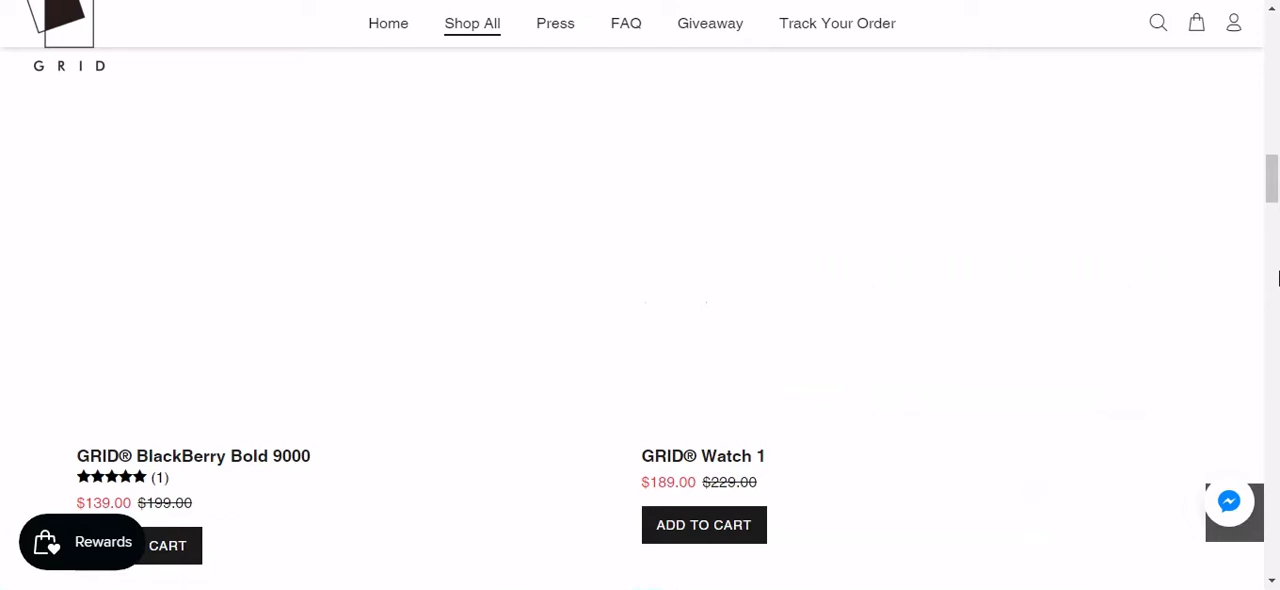 Home Shop All Press FAQ Giveaway Track Your Order
GRID
GRID® BlackBerry Bold 9000
(1)
$139.00 $199.00
CART
GRID® Watch 1
$189.00 $229.00
ADD TO CART
Rewards